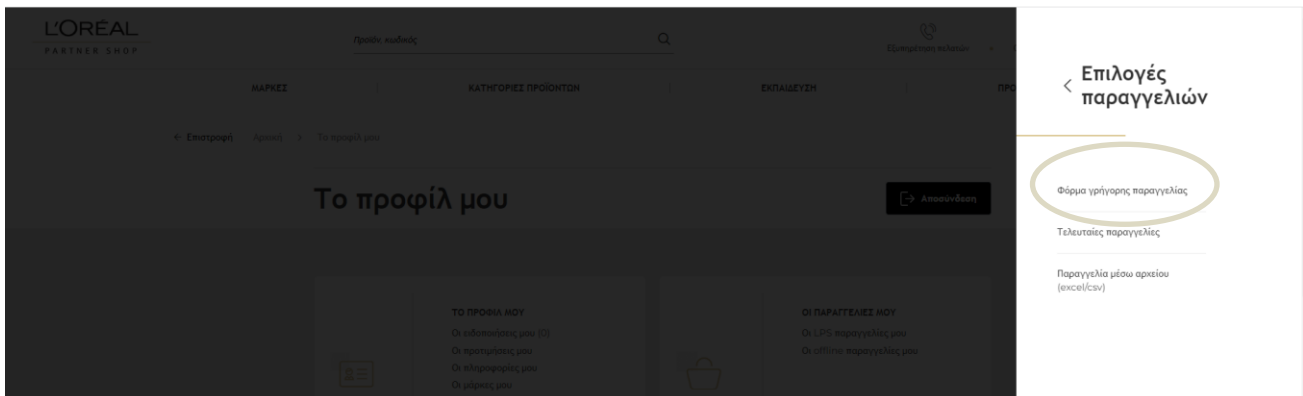 L'ORÉAL
PARTNER SHOP
Προϊόν, κωδικός
Εξυπηρέτηση πελατών
ΜΑΡΚΕΣ
ΚΑΤΗΓΟΡΙΕΣ ΠΡΟΪΟΝΤΩΝ
ΕΚΠΑΙΔΕΥΣΗ
ΠΡΟ
← Επιστροφή Αρχική > Το προφίλ μου
Το προφίλ μου
Αποσύνδεση
ΤΟ ΠΡΟΦΙΛ ΜΟΥ
Οι ειδοποιήσεις μου (0)
Οι προτιμήσεις μου
Οι πληροφορίες μου
Οι μάρκες μου
ΟΙ ΠΑΡΑΓΓΕΛΙΕΣ ΜΟΥ
Οι LPS παραγγελίες μου
Οι offline παραγγελίες μου
< Επιλογές
παραγγελιών
Φόρμα γρήγορης παραγγελίας
Τελευταίες παραγγελίες
Παραγγελία μέσω αρχείου
(excel/csv)